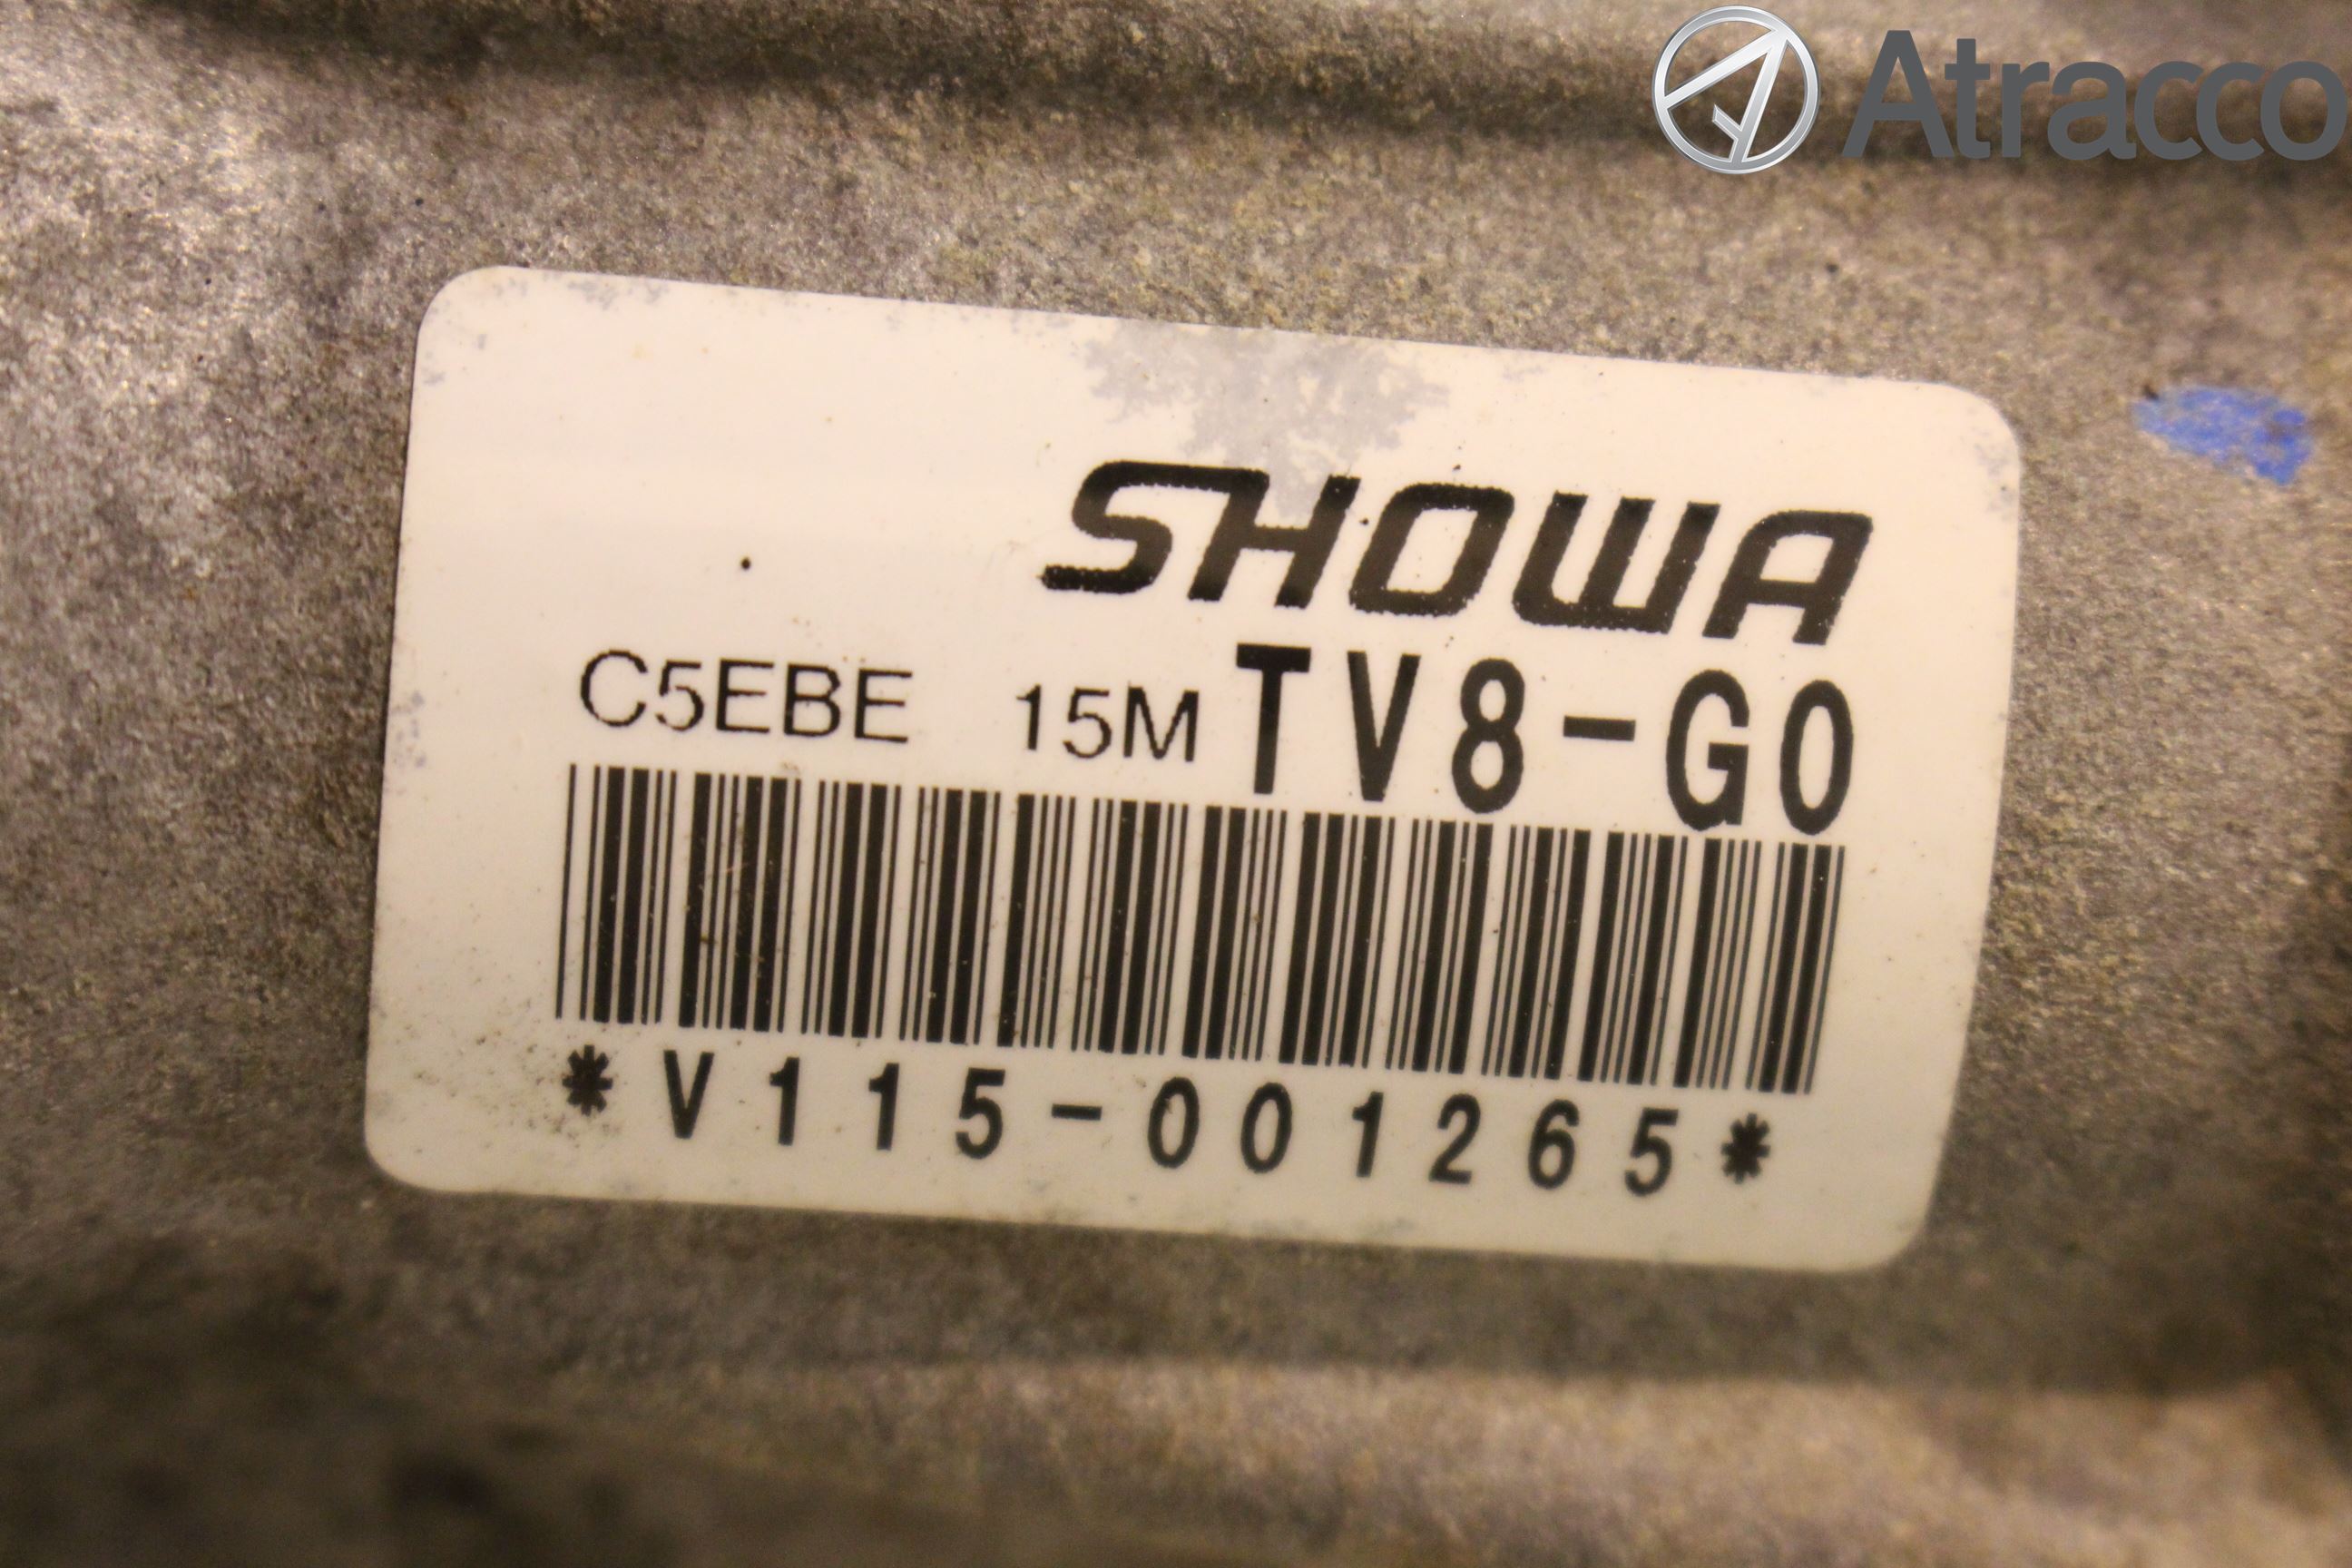 Atracco
SHOWA
C5EBE 15M TV8-G0
*V115-001265*